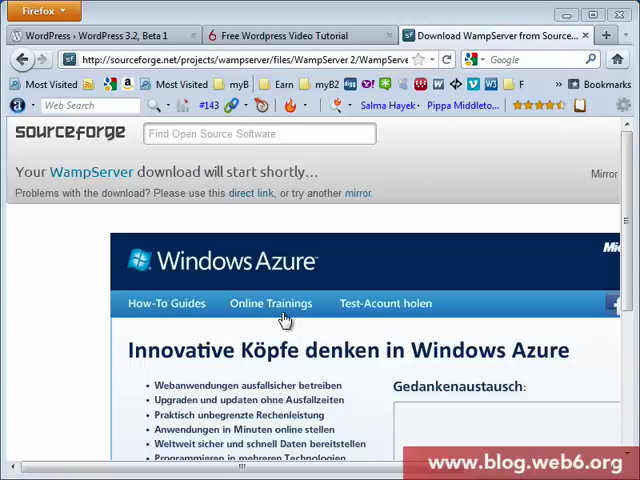 Firefox
WordPress › WordPress 3.2, Beta 1
Free Wordpress Video Tutorial
Download WampServer from Source...
http://sourceforge.net/projects/wampserver/files/WampServer 2/WampServe
Google
Most Visited
myB
Earn
myB2
Most Visited
F
Bookmarks
Web Search
#143
Salma Hayek
Pippa Middleto...
sourceforge
Find Open Source Software
Your WampServer download will start shortly...
Mirror
Problems with the download? Please use this direct link, or try another mirror.
Windows Azure
Mi
How-To Guides
Online Trainings
Test-Acount holen
Innovative Köpfe denken in Windows Azure
• Webanwendungen ausfallsicher betreiben
• Upgraden und updaten ohne Ausfallzeiten
• Praktisch unbegrenzte Rechenleistung
• Anwendungen in Minuten online stellen
• Weltweit sicher und schnell Daten bereitstellen
• Programmieren in mehreren Technologien
Gedankenaustausch:
www.blog.web6.org